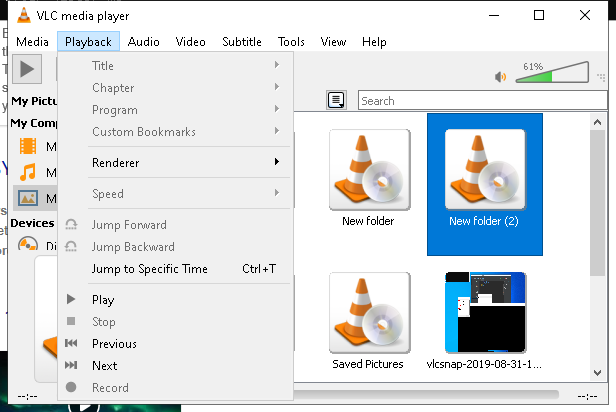 VLC media player
Media Playback Audio Video Subtitle Tools View Help
Title
Chapter
Program
Custom Bookmarks
Renderer
Speed
Jump Forward
Jump Backward
Jump to Specific Time Ctrl+T
Play
Stop
Previous
Next
Record
61%
Search
My Pictu
My Comp
M
M
M
Devices
Di
New folder
New folder (2)
Saved Pictures
vlcsnap-2019-08-31-1...
--:--
--:--